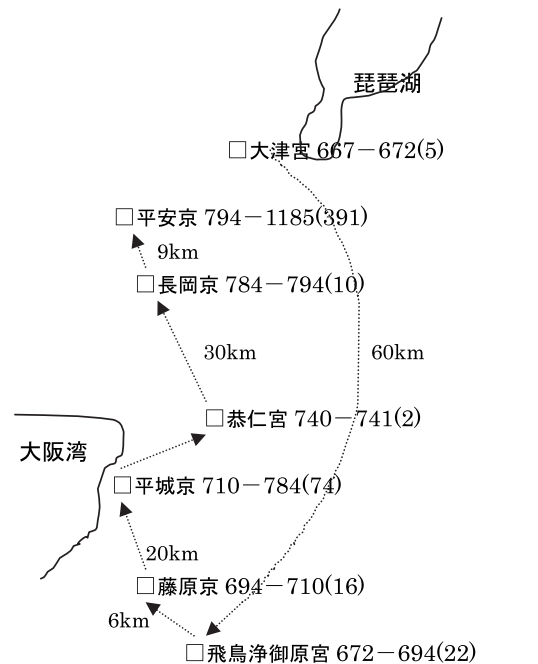 琵琶湖
□大津宮 667－672(5)
□平安京 794－1185(391)
9km
□長岡京 784－794(10)
30km
60km
□恭仁宮 740－741(2)
大阪湾
□平城京 710－784(74)
20km
□藤原京 694－710(16)
6km
□飛鳥浄御原宮 672－694(22)